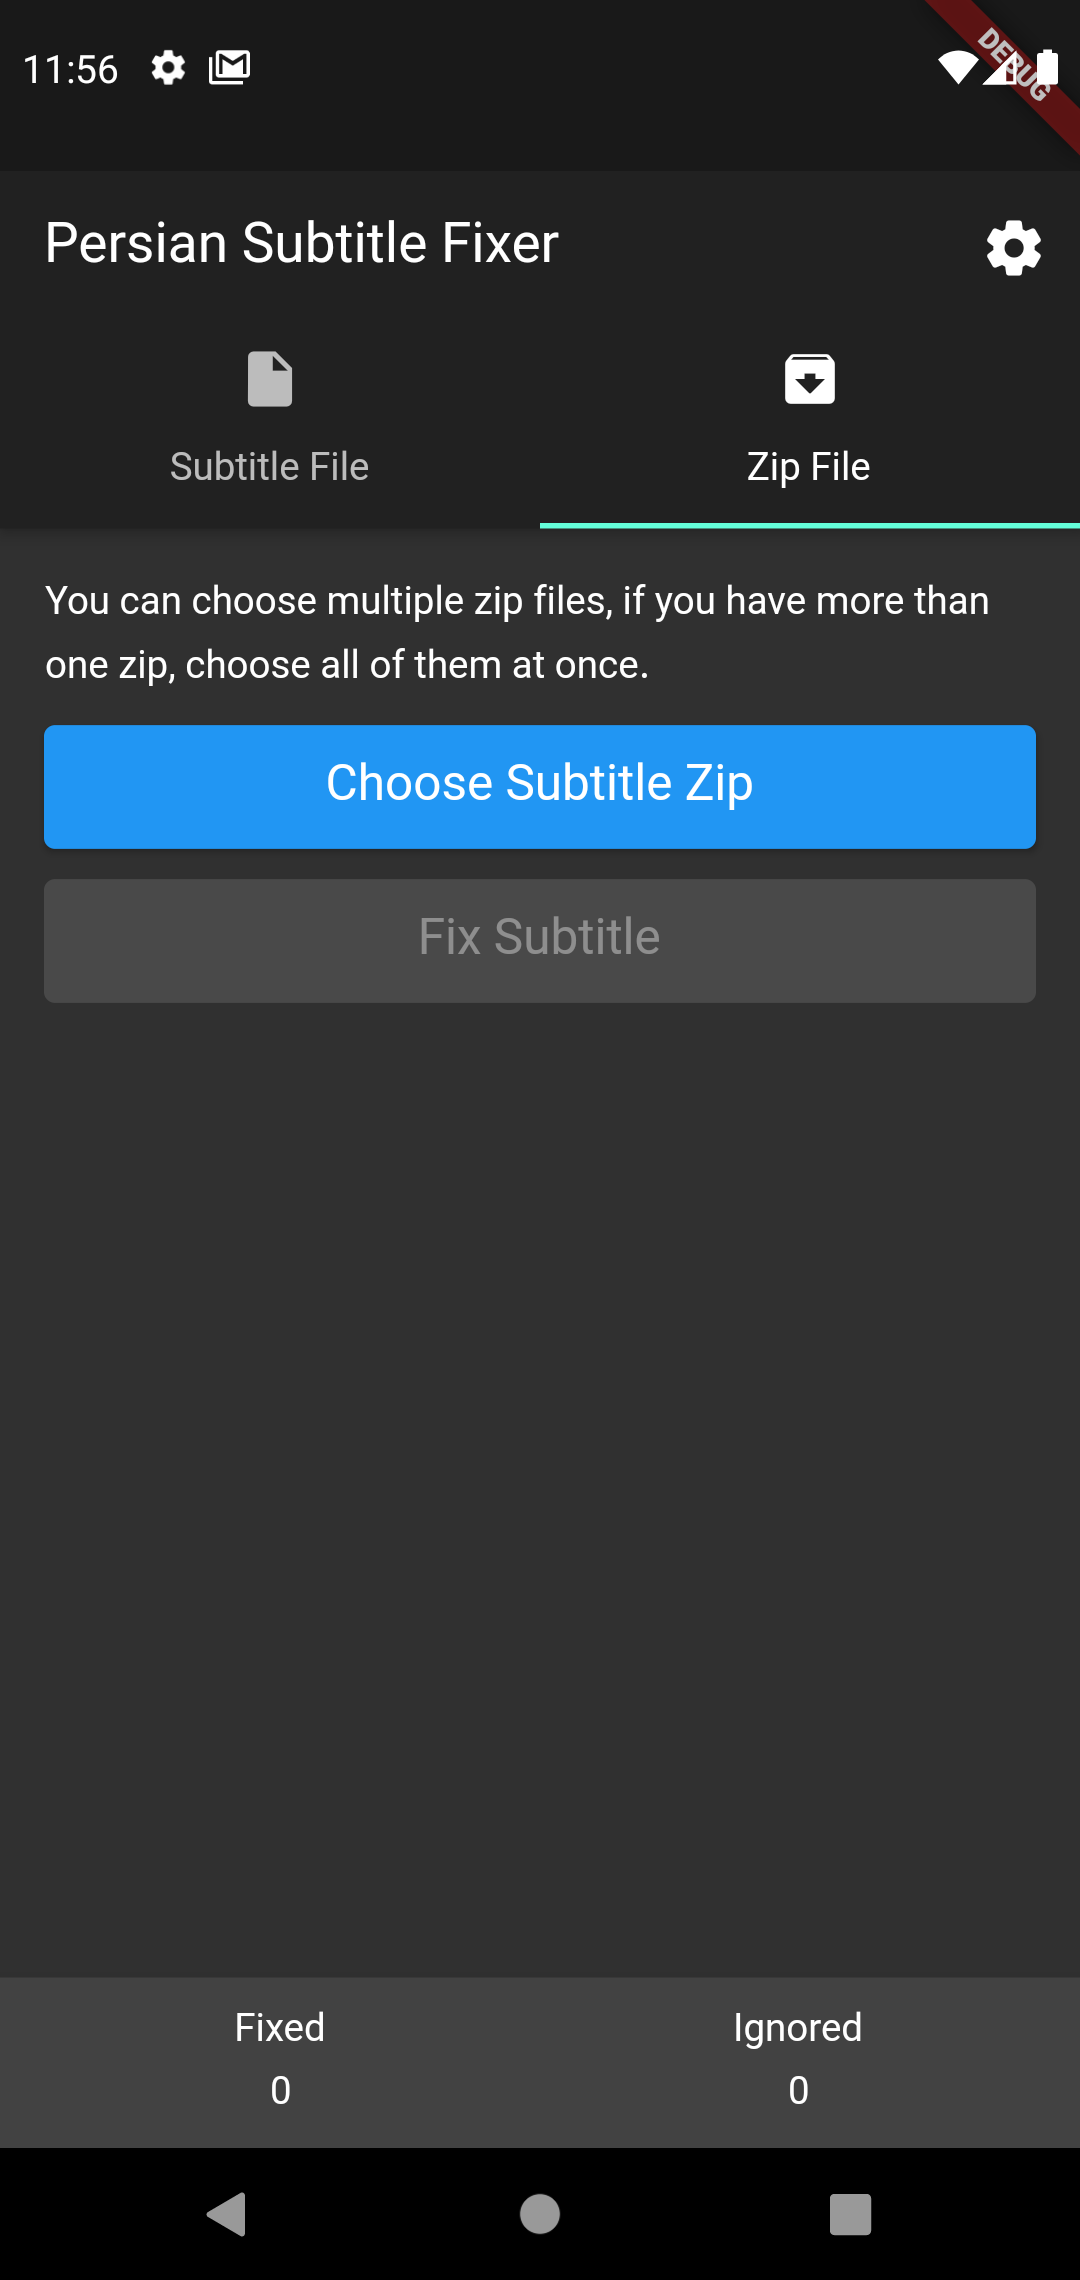 11:56
DEBUG
Persian Subtitle Fixer
Subtitle File
Zip File
You can choose multiple zip files, if you have more than
one zip, choose all of them at once.
Choose Subtitle Zip
Fix Subtitle
Fixed
Ignored
0
0